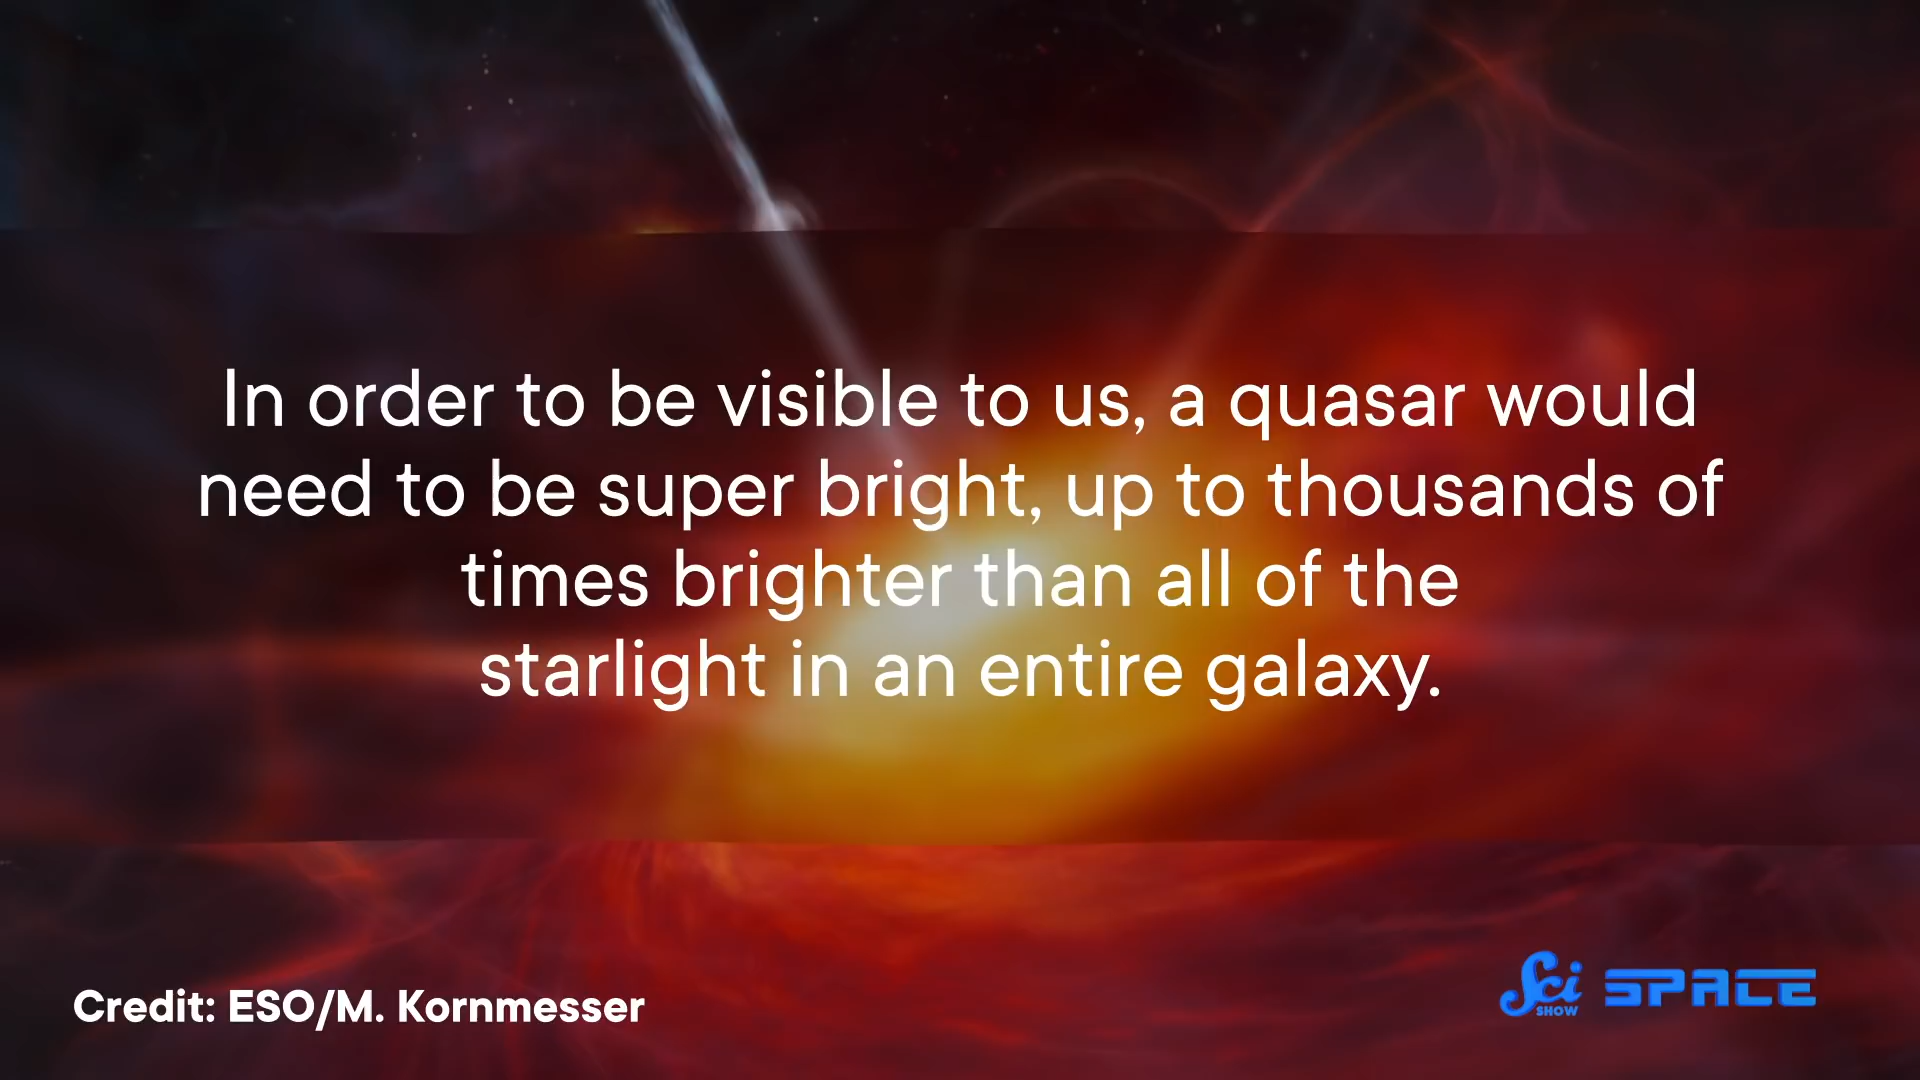 In order to be visible to us, a quasar would
need to be super bright, up to thousands of
times brighter than all of the
starlight in an entire galaxy.
Credit: ESO/M. Kornmesser
Sci SHOW SPACE